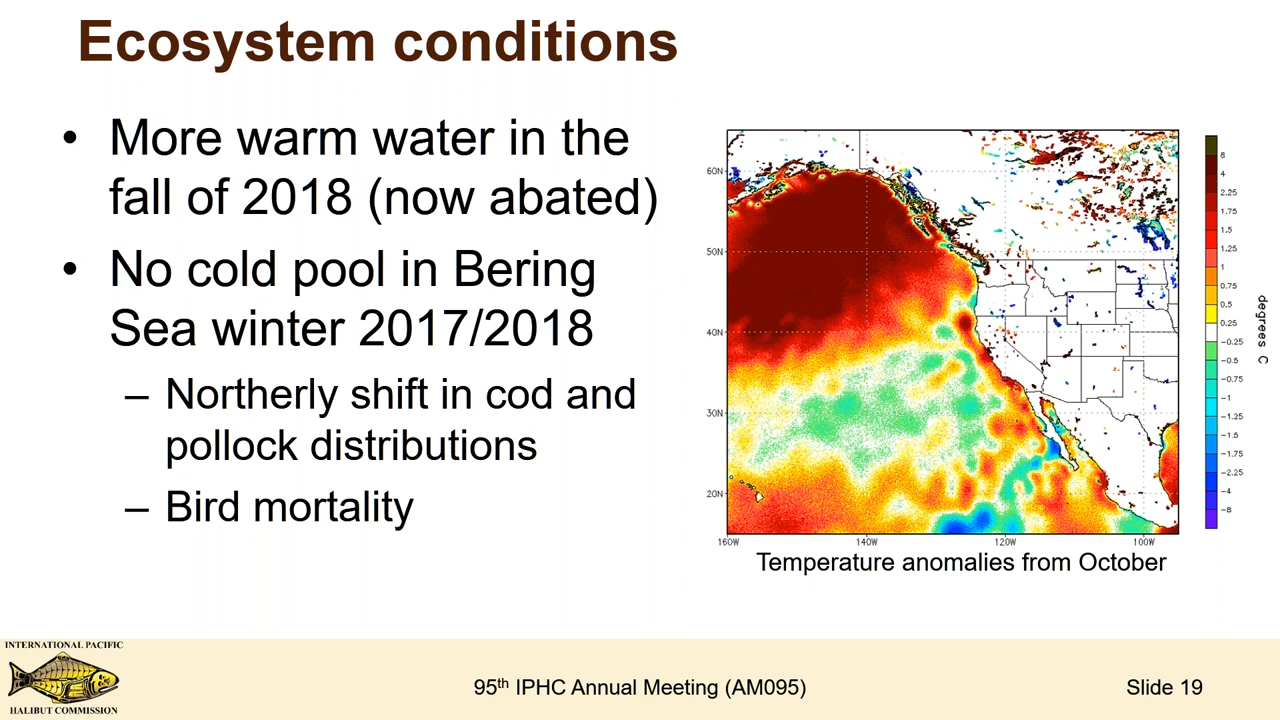 Ecosystem conditions
• More warm water in the
fall of 2018 (now abated)
• No cold pool in Bering
Sea winter 2017/2018
– Northerly shift in cod and
pollock distributions
– Bird mortality
60N
50N
40N
30N
20N
160W
140W
120W
100W
8
4
2.25
1.75
1.5
1.25
1
0.75
0.5
0.25
-0.25
-0.5
-0.75
-1
-1.25
-1.5
-1.75
-2.25
-4
-8
degrees C
Temperature anomalies from October
INTERNATIONAL PACIFIC
HALIBUT COMMISSION
95th IPHC Annual Meeting (AM095)
Slide 19